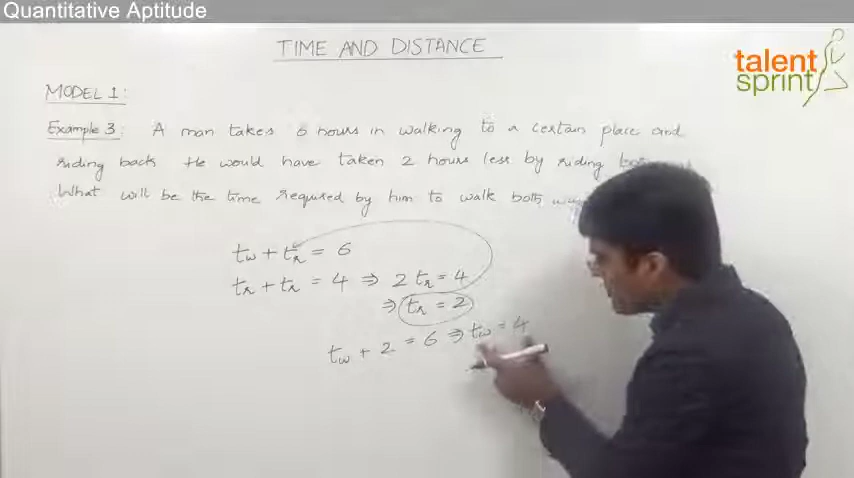 Quantitative Aptitude
TIME AND DISTANCE
talent
sprint
MODEL 1:
Example 3: A man takes 6 hours in walking to a certain place and
riding back He would have taken 2 hours less by riding
What will be the time required by him to walk both
tw + tr = 6
tr + tr = 4 ⇒ 2 tr = 4
⇒ tr = 2
tw + 2 = 6 ⇒ tw = 4